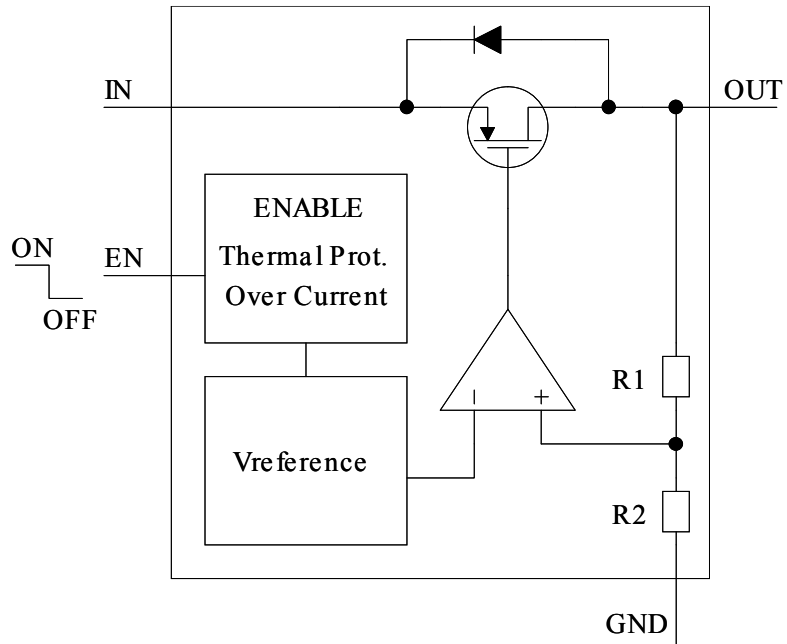 IN
OUT
ENABLE
Thermal Prot.
Over Current
ON
OFF
EN
R1
- +
Vreference
R2
GND